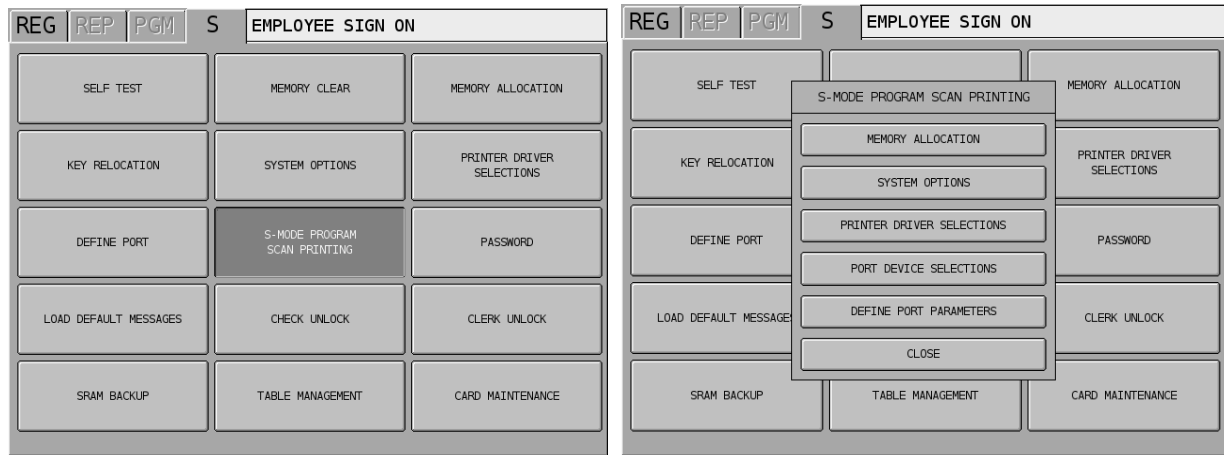 REG REP PGM S EMPLOYEE SIGN ON
SELF TEST MEMORY CLEAR MEMORY ALLOCATION
KEY RELOCATION SYSTEM OPTIONS PRINTER DRIVER
SELECTIONS
DEFINE PORT S-MODE PROGRAM
SCAN PRINTING PASSWORD
LOAD DEFAULT MESSAGES CHECK UNLOCK CLERK UNLOCK
SRAM BACKUP TABLE MANAGEMENT CARD MAINTENANCE
REG REP PGM S EMPLOYEE SIGN ON
SELF TEST MEMORY ALLOCATION
KEY RELOCATION PRINTER DRIVER
SELECTIONS
DEFINE PORT PASSWORD
LOAD DEFAULT MESSAGE CLERK UNLOCK
SRAM BACKUP TABLE MANAGEMENT CARD MAINTENANCE
S-MODE PROGRAM SCAN PRINTING
MEMORY ALLOCATION
SYSTEM OPTIONS
PRINTER DRIVER SELECTIONS
PORT DEVICE SELECTIONS
DEFINE PORT PARAMETERS
CLOSE